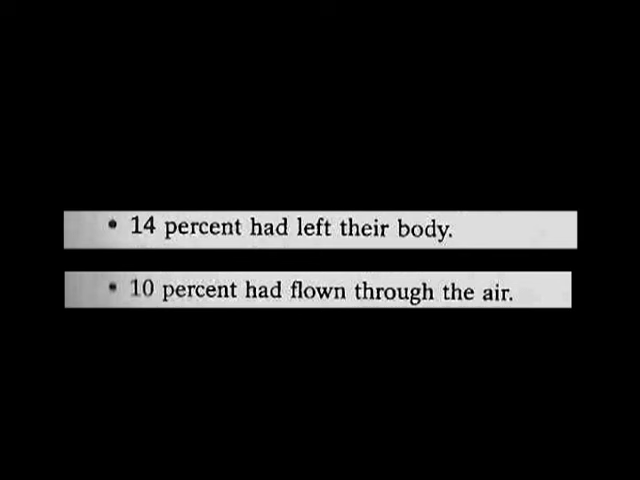 • 14 percent had left their body.
• 10 percent had flown through the air.